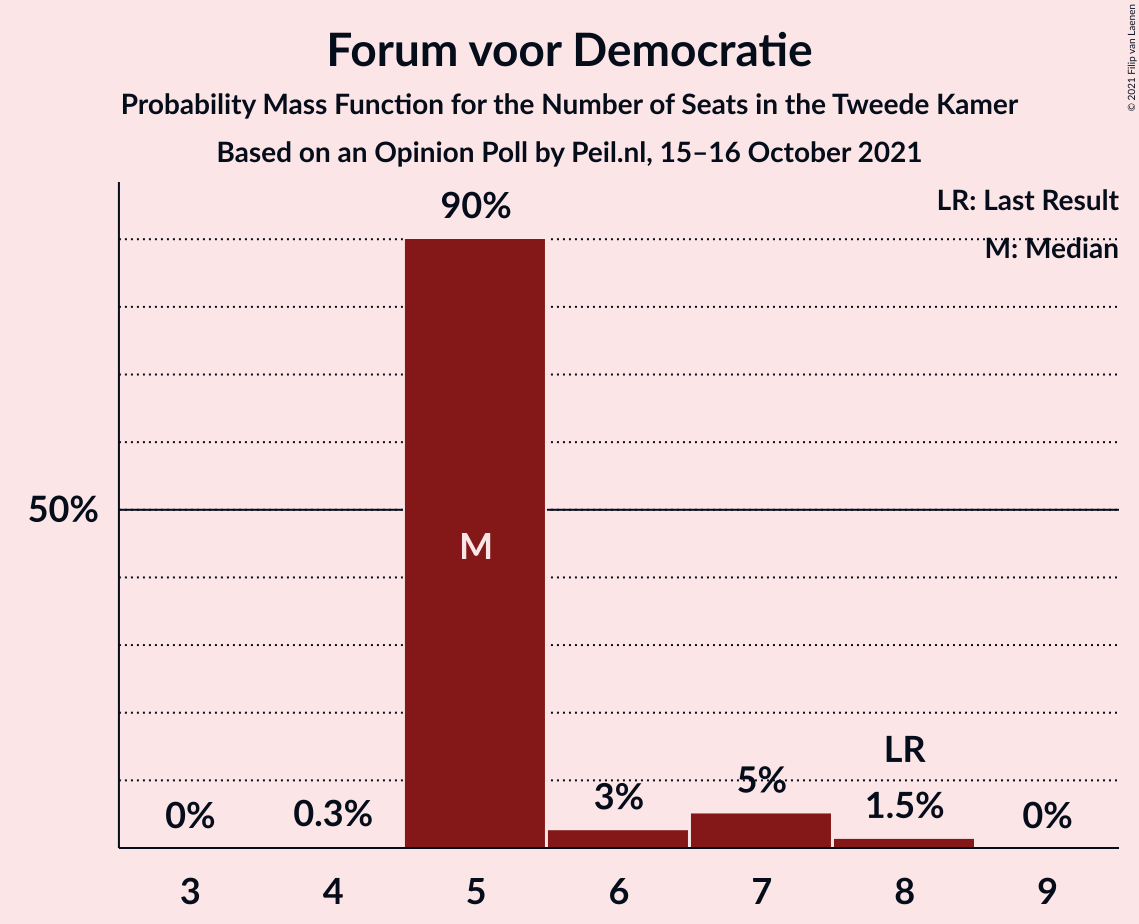 Forum voor Democratie
Probability Mass Function for the Number of Seats in the Tweede Kamer
Based on an Opinion Poll by Peil.nl, 15–16 October 2021
© 2021 Filip van Laenen
LR: Last Result
M: Median
90%
50%
M
LR
0%
0.3%
3%
5%
1.5%
0%
3
4
5
6
7
8
9